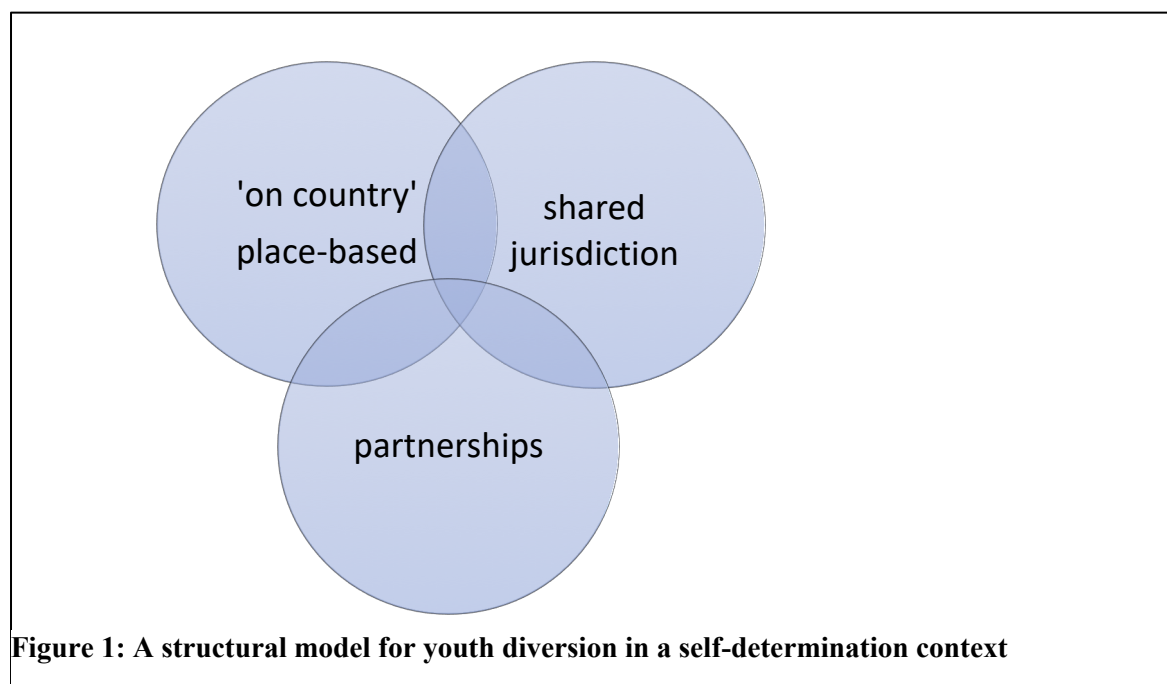 'on country'
place-based
shared
jurisdiction
partnerships
Figure 1: A structural model for youth diversion in a self-determination context